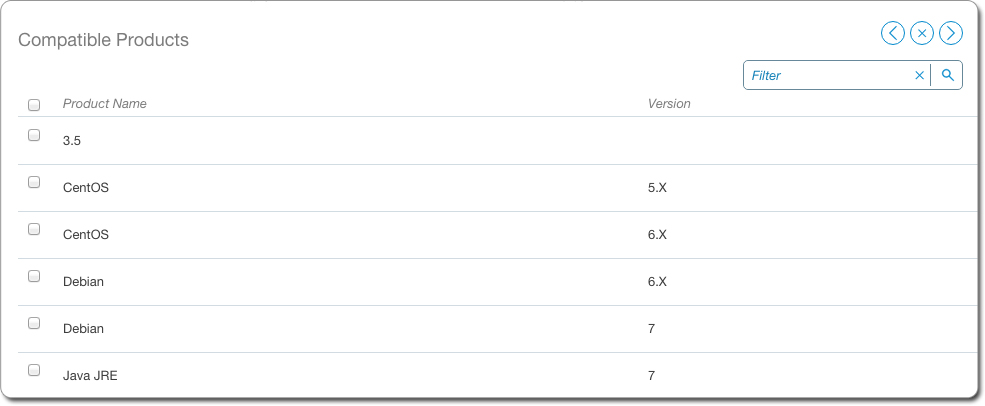 Compatible Products
Filter
Product Name Version
3.5
CentOS 5.X
CentOS 6.X
Debian 6.X
Debian 7
Java JRE 7